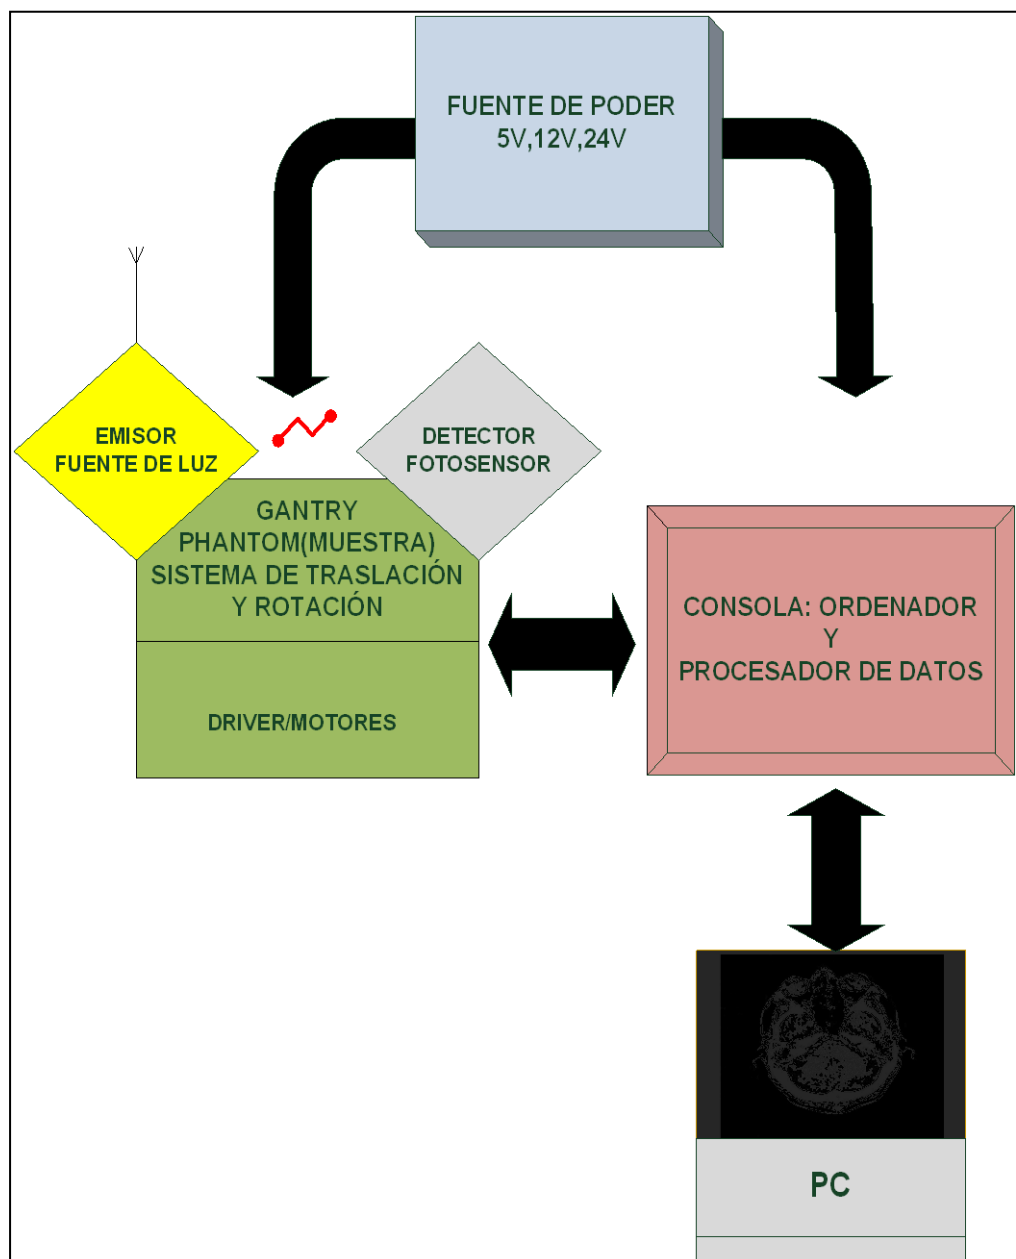 FUENTE DE PODER
5V,12V,24V
EMISOR
FUENTE DE LUZ
DETECTOR
FOTOSENSOR
GANTRY
PHANTOM(MUESTRA)
SISTEMA DE TRASLACIÓN
Y ROTACIÓN
DRIVER/MOTORES
CONSOLA: ORDENADOR
Y
PROCESADOR DE DATOS
PC